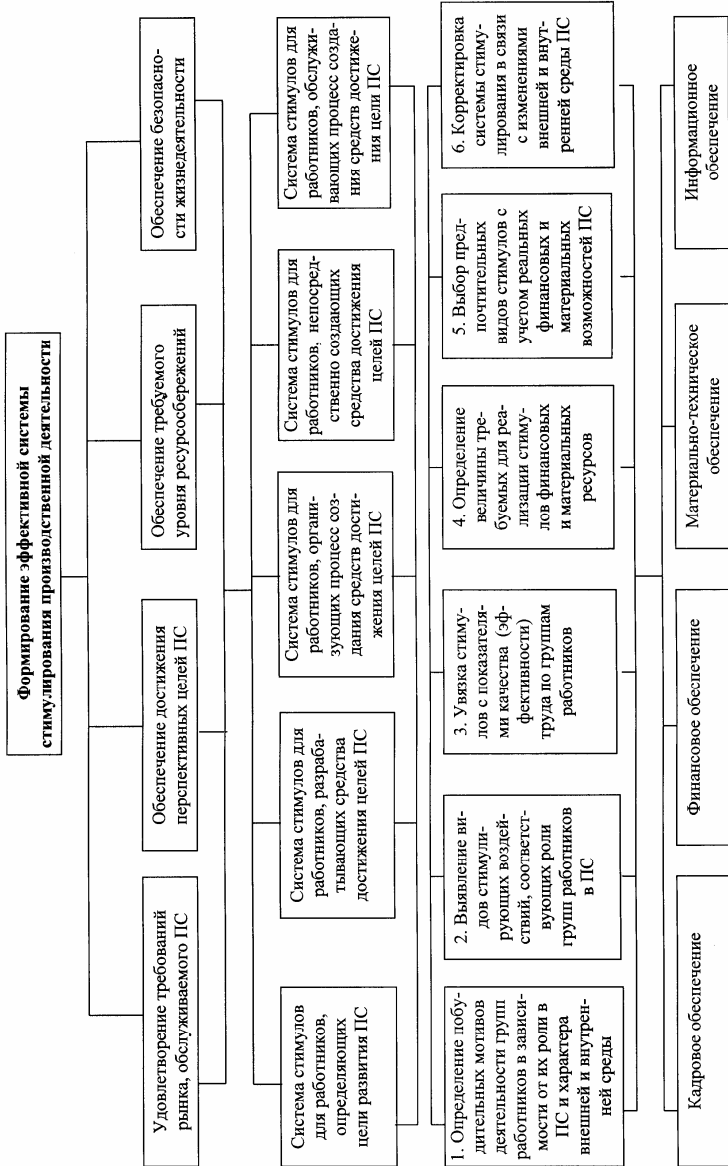 Формирование эффективной системы
стимулирования производственной деятельности
Удовлетворение требований
рынка, обслуживаемого ПС
Обеспечение достижения
перспективных целей ПС
Обеспечение требуемого
уровня ресурсосбережений
Обеспечение безопасно-
сти жизнедеятельности
Система стимулов
для работников,
определяющих
цели развития ПС
Система стимулов для
работников, разраба-
тывающих средства
достижения целей ПС
Система стимулов для
работников, органи-
зующих процесс соз-
дания средств дости-
жения целей ПС
Система стимулов для
работников, непосред-
ственно создающих
средства достижения
целей ПС
Система стимулов для
работников, обслужи-
вающих процесс созда-
ния средств достиже-
ния цели ПС
1. Определение побу-
дительных мотивов
деятельности групп
работников в зависи-
мости от их роли в
ПС и характера
внешней и внутрен-
ней среды
2. Выявление ви-
дов стимули-
рующих воздей-
ствий, соответст-
вующих роли
групп работников
в ПС
3. Увязка стиму-
лов с показателя-
ми качества (эф-
фективности)
труда по группам
работников
4. Определение
величины тре-
буемых для реа-
лизации стиму-
лов финансовых
и материальных
ресурсов
5. Выбор пред-
почтительных
видов стимулов с
учетом реальных
финансовых и
материальных
возможностей ПС
6. Корректировка
системы стиму-
лирования в связи
с изменениями
внешней и внут-
ренней среды ПС
Кадровое обеспечение
Финансовое обеспечение
Материально-техническое
обеспечение
Информационное
обеспечение